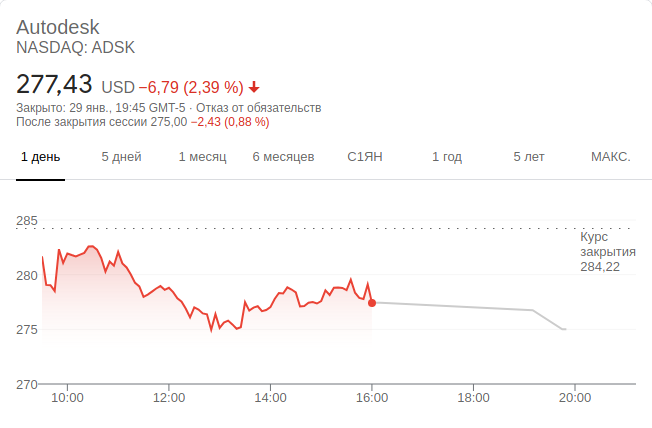 Autodesk
NASDAQ: ADSK
277,43 USD −6,79 (2,39 %)
Закрыто: 29 янв., 19:45 GMT-5 · Отказ от обязательств
После закрытия сессии 275,00 −2,43 (0,88 %)
1 день 5 дней 1 месяц 6 месяцев С1ЯН 1 год 5 лет МАКС.
285
Курс
закрытия
284,22
280
275
270
10:00 12:00 14:00 16:00 18:00 20:00